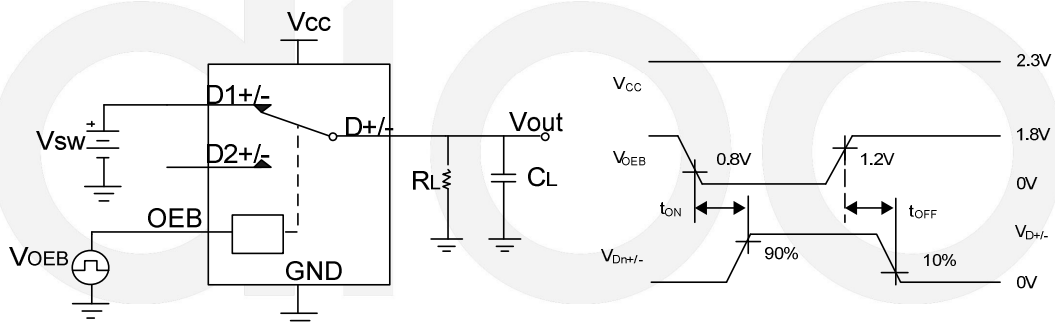 Vcc
D1+/-
Vsw
+
D2+/-
D+/-
Vout
RL
CL
OEB
VOEB
GND
VCC
2.3V
VOEB
0.8V
1.2V
1.8V
0V
tON
tOFF
VDn+/-
90%
10%
VD+/-
0V